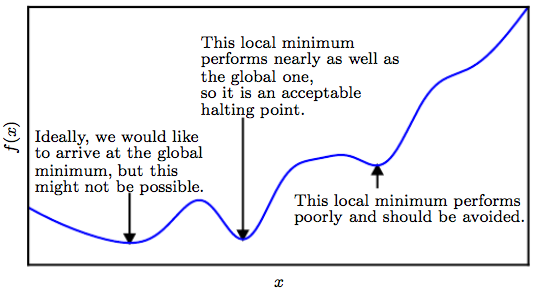 This local minimum
performs nearly as well as
the global one,
so it is an acceptable
halting point.
Ideally, we would like
to arrive at the global
minimum, but this
might not be possible.
This local minimum performs
poorly and should be avoided.
f(x)
x